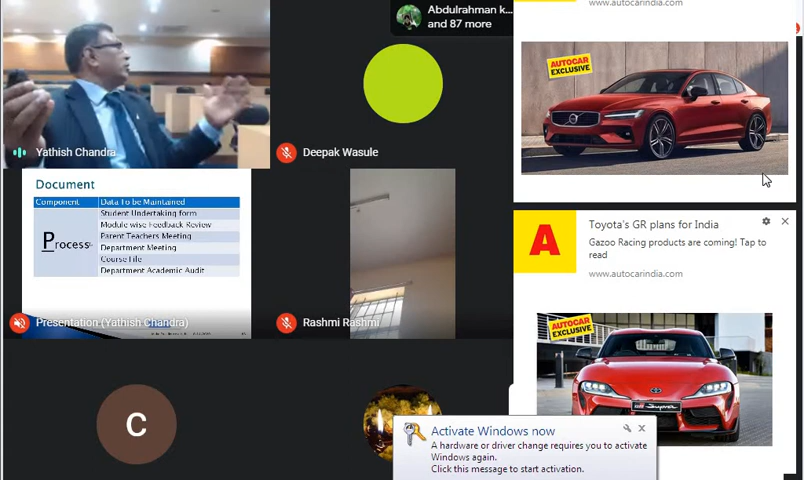 Abdulrahman k...
and 87 more
www.autocarindia.com
AUTOCAR
EXCLUSIVE
Yathish Chandra
Deepak Wasule
Document
Component Data To be Maintained
Process
Student Undertaking form
Module wise Feedback Review
Parent Teachers Meeting
Department Meeting
Course File
Department Academic Audit
Presentation (Yathish Chandra)
Rashmi Rashmi
A
Toyota's GR plans for India
Gazoo Racing products are coming! Tap to
read
www.autocarindia.com
AUTOCAR
EXCLUSIVE
Supra
C
Activate Windows now
A hardware or driver change requires you to activate
Windows again.
Click this message to start activation.